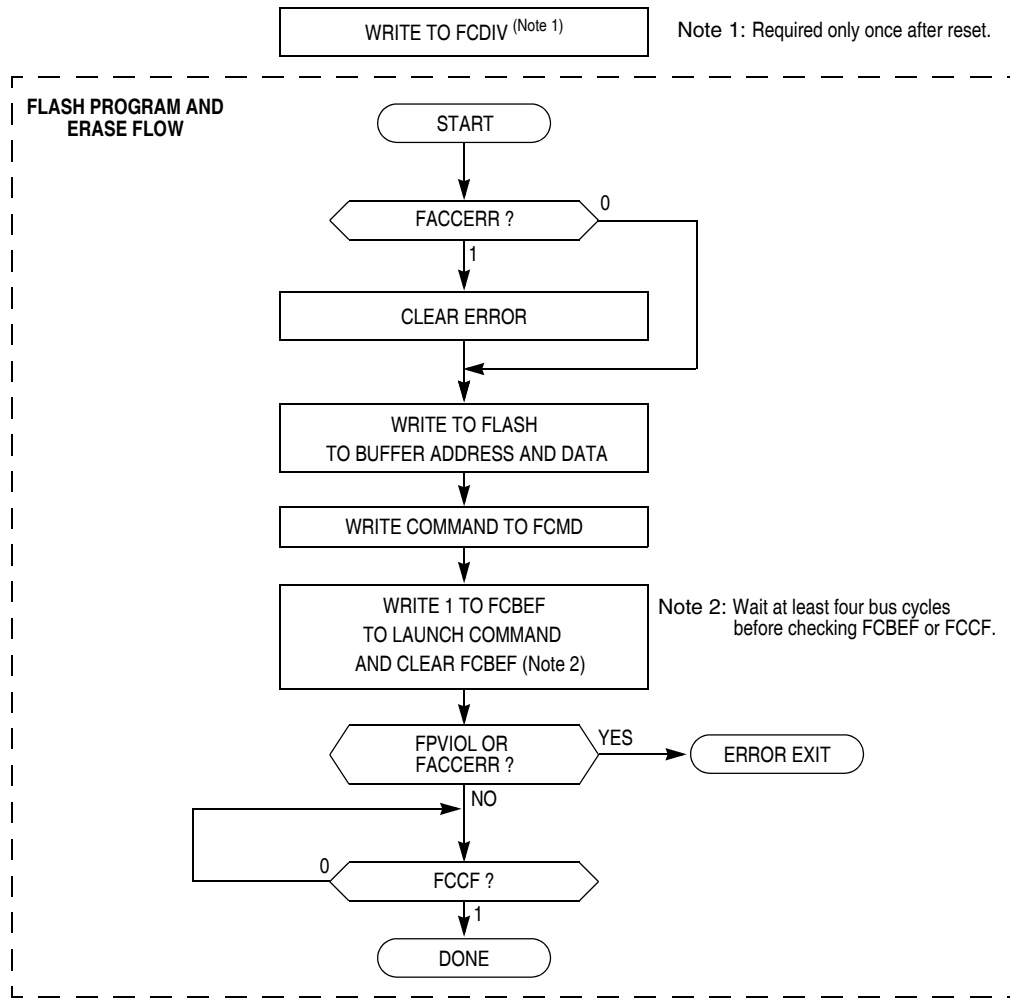 WRITE TO FCDIV (Note 1)
Note 1: Required only once after reset.
FLASH PROGRAM AND
ERASE FLOW
START
FACCERR ?
0
1
CLEAR ERROR
WRITE TO FLASH
TO BUFFER ADDRESS AND DATA
WRITE COMMAND TO FCMD
WRITE 1 TO FCBEF
TO LAUNCH COMMAND
AND CLEAR FCBEF (Note 2)
Note 2: Wait at least four bus cycles
before checking FCBEF or FCCF.
FPVIOL OR
FACCERR ?
YES
ERROR EXIT
NO
0
FCCF ?
1
DONE